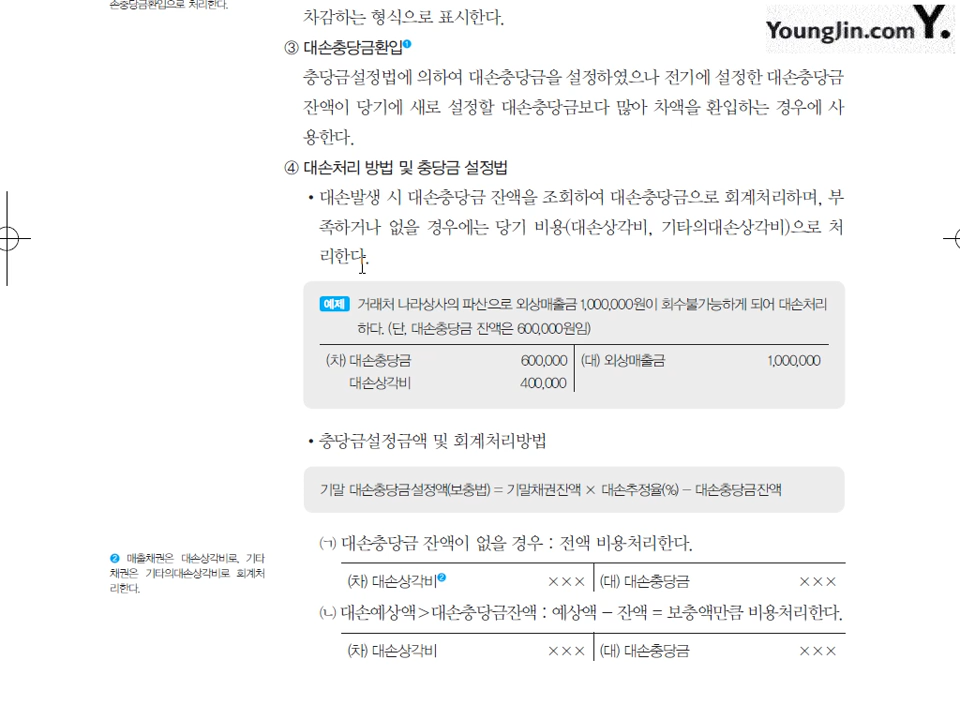 손충당금환입으로 처리한다.
차감하는 형식으로 표시한다.
YoungJin.com Y.
③ 대손충당금환입❶
충당금설정법에 의하여 대손충당금을 설정하였으나 전기에 설정한 대손충당금
잔액이 당기에 새로 설정할 대손충당금보다 많아 차액을 환입하는 경우에 사
용한다.
④ 대손처리 방법 및 충당금 설정법
• 대손발생 시 대손충당금 잔액을 조회하여 대손충당금으로 회계처리하며, 부
족하거나 없을 경우에는 당기 비용(대손상각비, 기타의대손상각비)으로 처
리한다.
예제 거래처 나라상사의 파산으로 외상매출금 1,000,000원이 회수불가능하게 되어 대손처리
하다. (단, 대손충당금 잔액은 600,000원임)
(차) 대손충당금 600,000 (대) 외상매출금 1,000,000
대손상각비 400,000
• 충당금설정금액 및 회계처리방법
기말 대손충당금설정액(보충법) = 기말채권잔액 × 대손추정율(%) - 대손충당금잔액
(ㄱ) 대손충당금 잔액이 없을 경우 : 전액 비용처리한다.
❷ 매출채권은 대손상각비로, 기타
채권은 기타의대손상각비로 회계처
리한다.
(차) 대손상각비❷ ××× (대) 대손충당금 ×××
(ㄴ) 대손예상액>대손충당금잔액 : 예상액 - 잔액 = 보충액만큼 비용처리한다.
(차) 대손상각비 ××× (대) 대손충당금 ×××